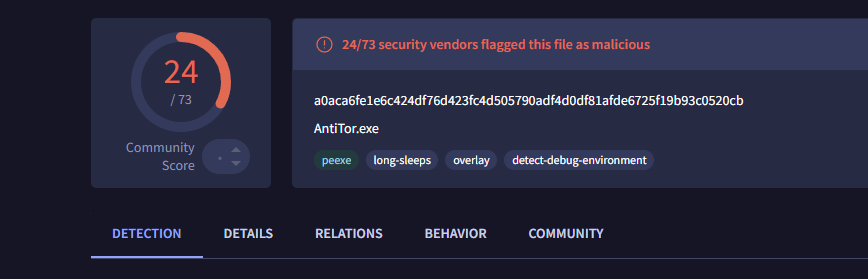 24
/ 73
Community
Score
24/73 security vendors flagged this file as malicious
a0aca6fe1e6c424df76d423fc4d505790adf4d0df81afde6725f19b93c0520cb
AntiTor.exe
peexe long-sleeps overlay detect-debug-environment
DETECTION DETAILS RELATIONS BEHAVIOR COMMUNITY